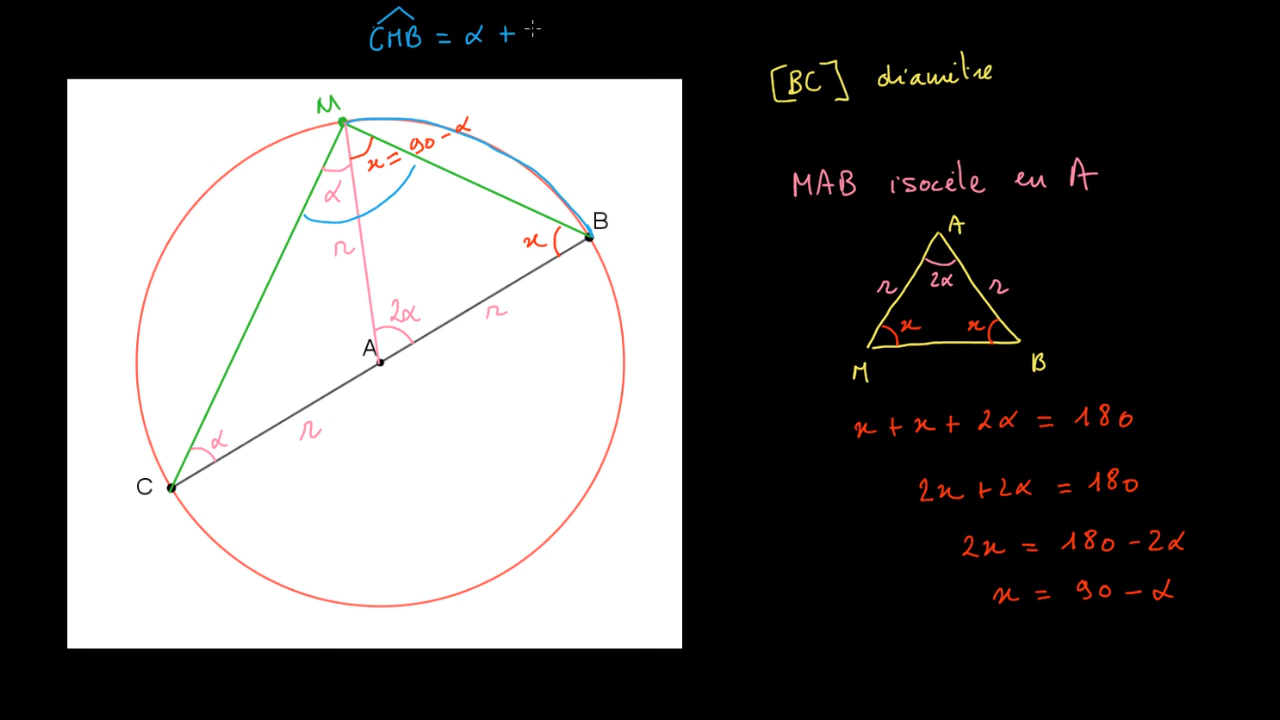 CMB = α +
[BC] diamètre
M
x = 90 - α
α
MAB isocèle en A
B
x
r
A
2α
r
r
x
x
M
B
2α
r
A
r
α
C
x + x + 2α = 180
2x + 2α = 180
2x = 180 - 2α
x = 90 - α